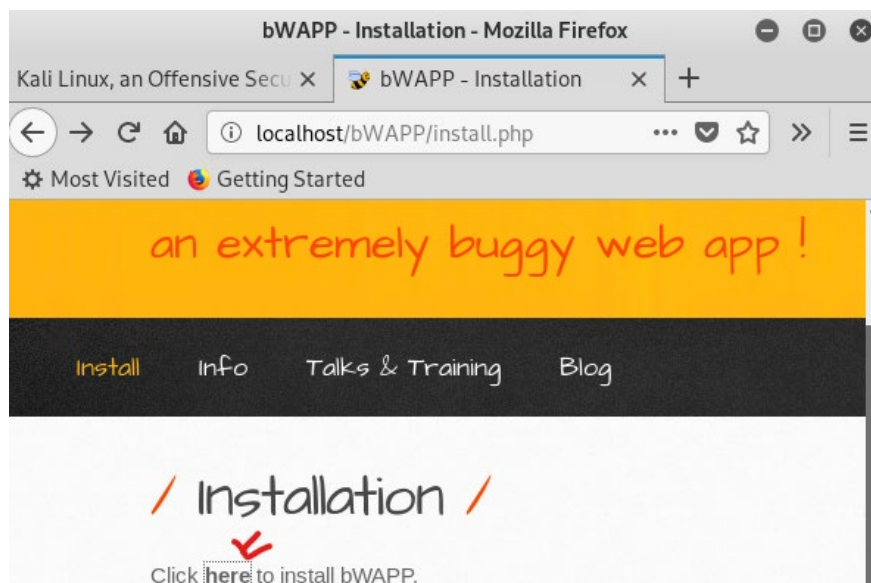 bWAPP - Installation - Mozilla Firefox
Kali Linux, an Offensive Secu
bWAPP - Installation
localhost/bWAPP/install.php
Most Visited
Getting Started
an extremely buggy web app !
Install Info Talks & Training Blog
/ Installation /
Click here to install bWAPP.